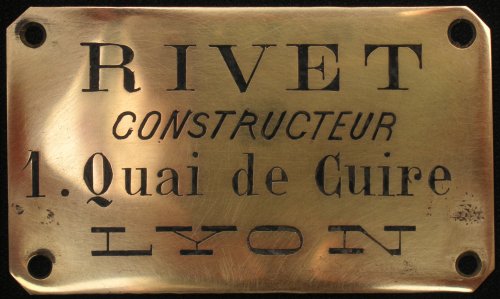 RIVET
CONSTRUCTEUR
1. Quai de Cuire
LYON